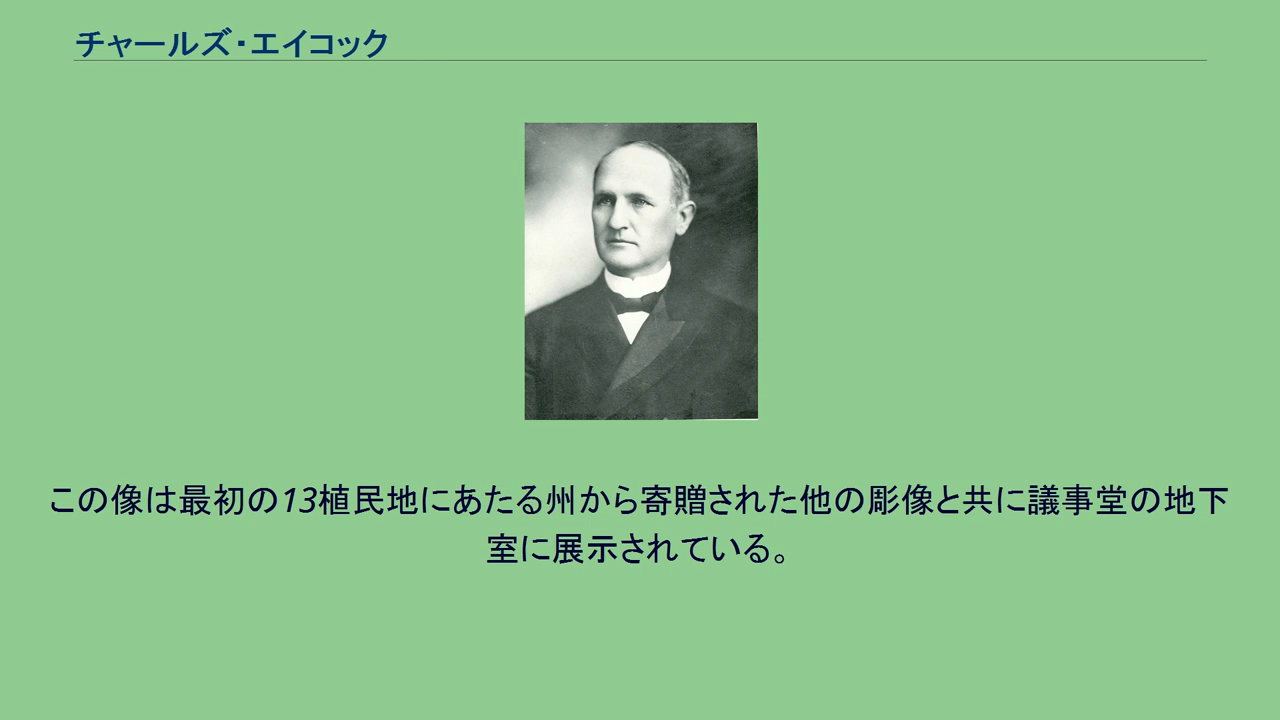 チャールズ・エイコック
この像は最初の13植民地にあたる州から寄贈された他の彫像と共に議事堂の地下
室に展示されている。